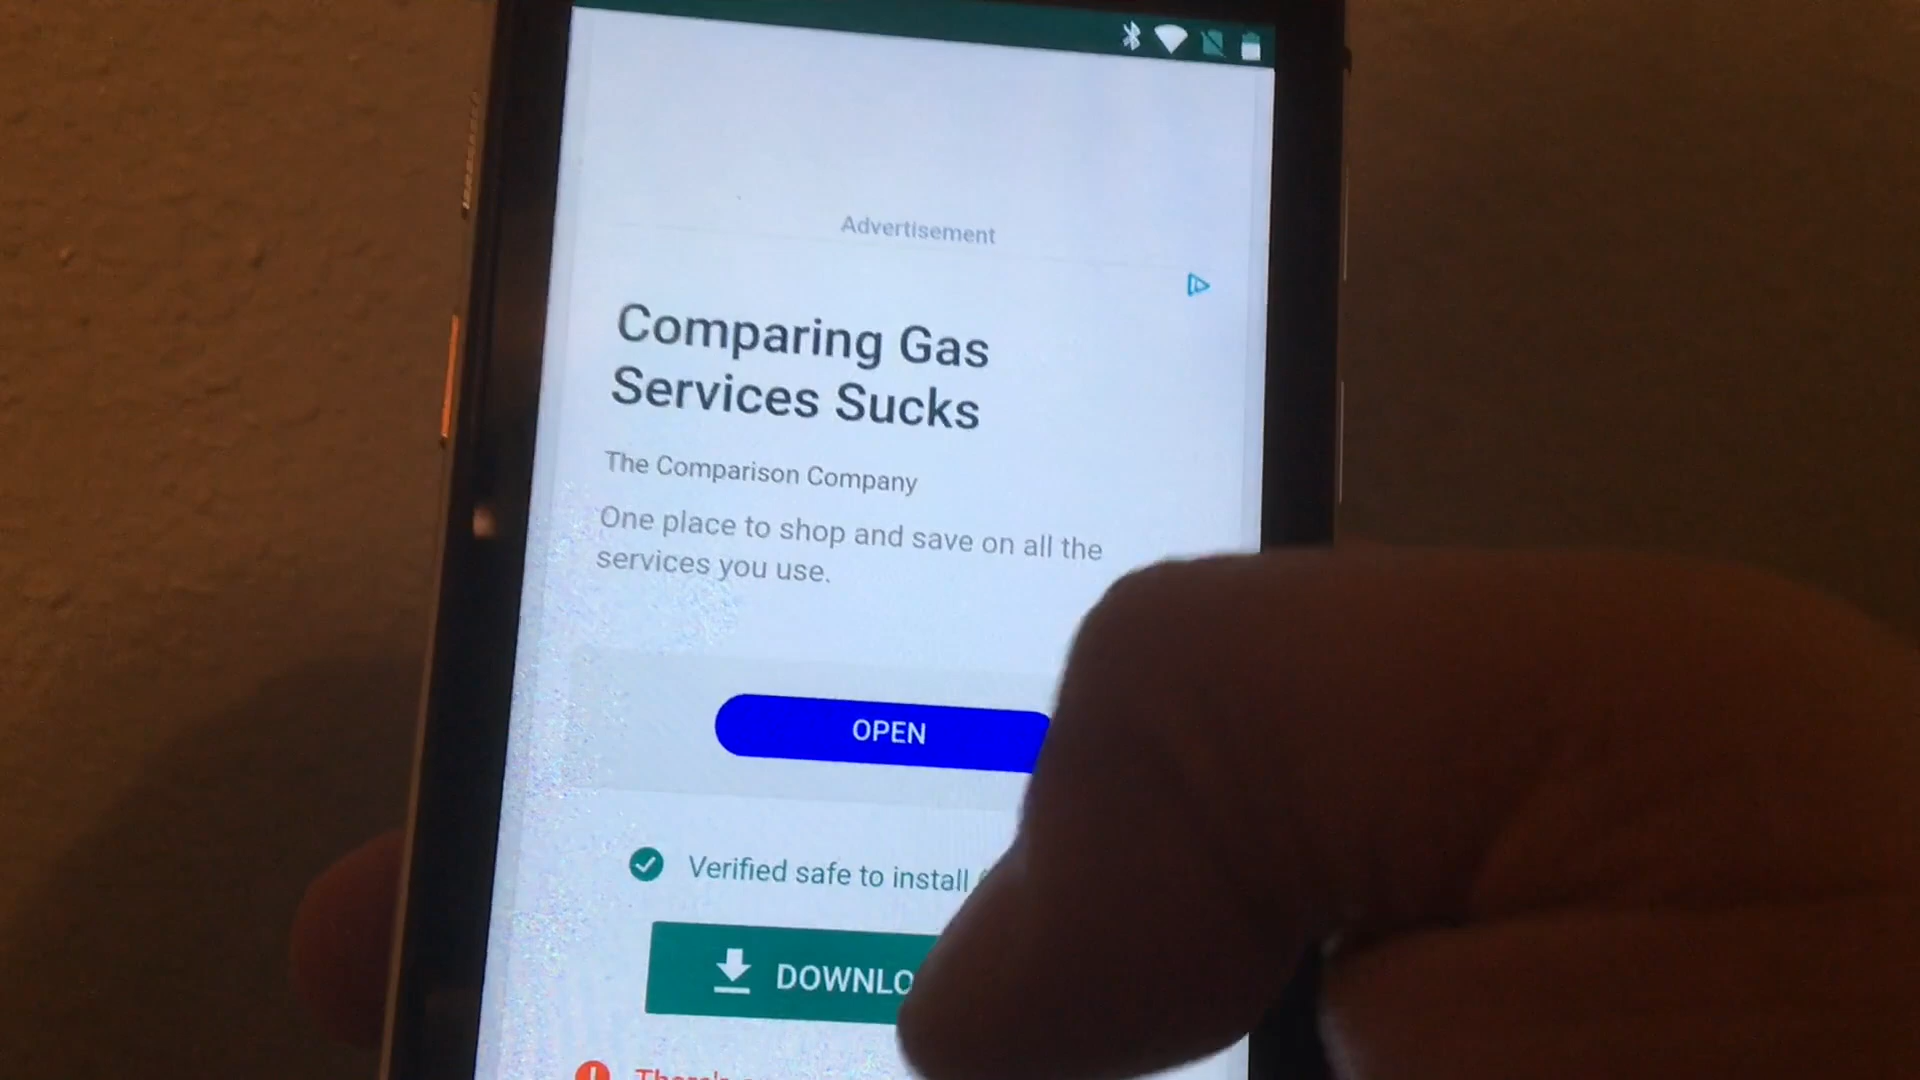 Advertisement
Comparing Gas
Services Sucks
The Comparison Company
One place to shop and save on all the
services you use.
OPEN
Verified safe to install
DOWNLO
There's